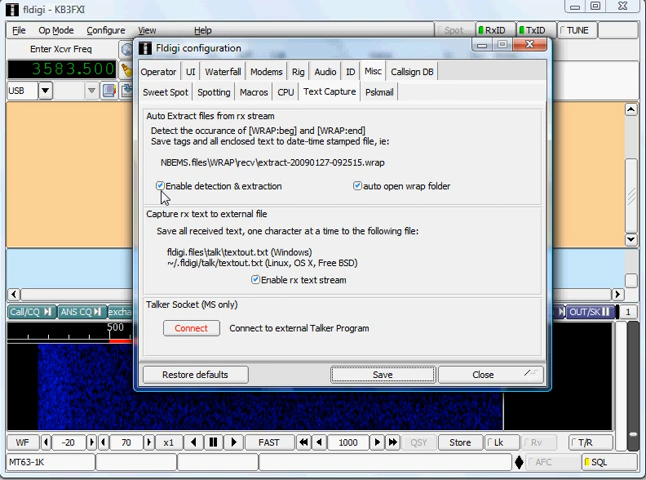 fldigi - KB3FXI
File Op Mode Configure View Help Spot RxID TxID TUNE
Enter Xcvr Freq
3583.500
USB
Fldigi configuration
Operator UI Waterfall Modems Rig Audio ID Misc Callsign DB
Sweet Spot Spotting Macros CPU Text Capture Pskmail
Auto Extract files from rx stream
Detect the occurance of [WRAP:beg] and [WRAP:end]
Save tags and all enclosed text to date-time stamped file, ie:
NBEMS.files\WRAP\recv\extract-20090127-092515.wrap
Enable detection & extraction auto open wrap folder
Capture rx text to external file
Save all received text, one character at a time to the following file:
fldigi.files\talk\textout.txt (Windows)
~/.fldigi/talk/textout.txt (Linux, OS X, Free BSD)
Enable rx text stream
Talker Socket (MS only)
Connect Connect to external Talker Program
Restore defaults Save Close
Call/CQ ANS CQ excha OUT/SK 1
500
WF -20 70 x1 FAST 1000 QSY Store Lk Rv T/R
MT63-1K AFC SQL